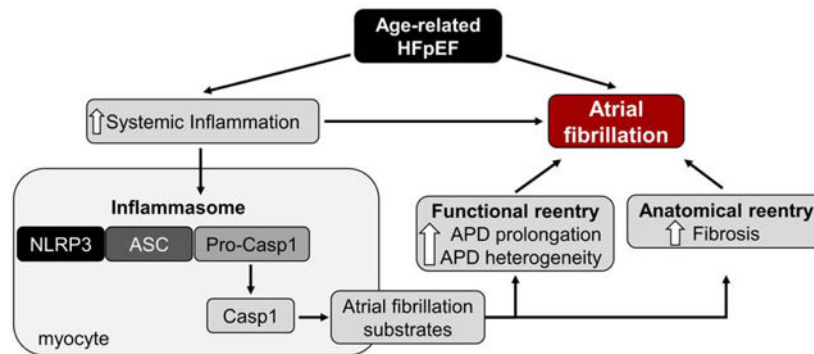 Age-related
HFpEF
Systemic Inflammation
Atrial
fibrillation
Inflammasome
NLRP3 ASC Pro-Casp1
Casp1
myocyte
Atrial fibrillation
substrates
Functional reentry
APD prolongation
APD heterogeneity
Anatomical reentry
Fibrosis